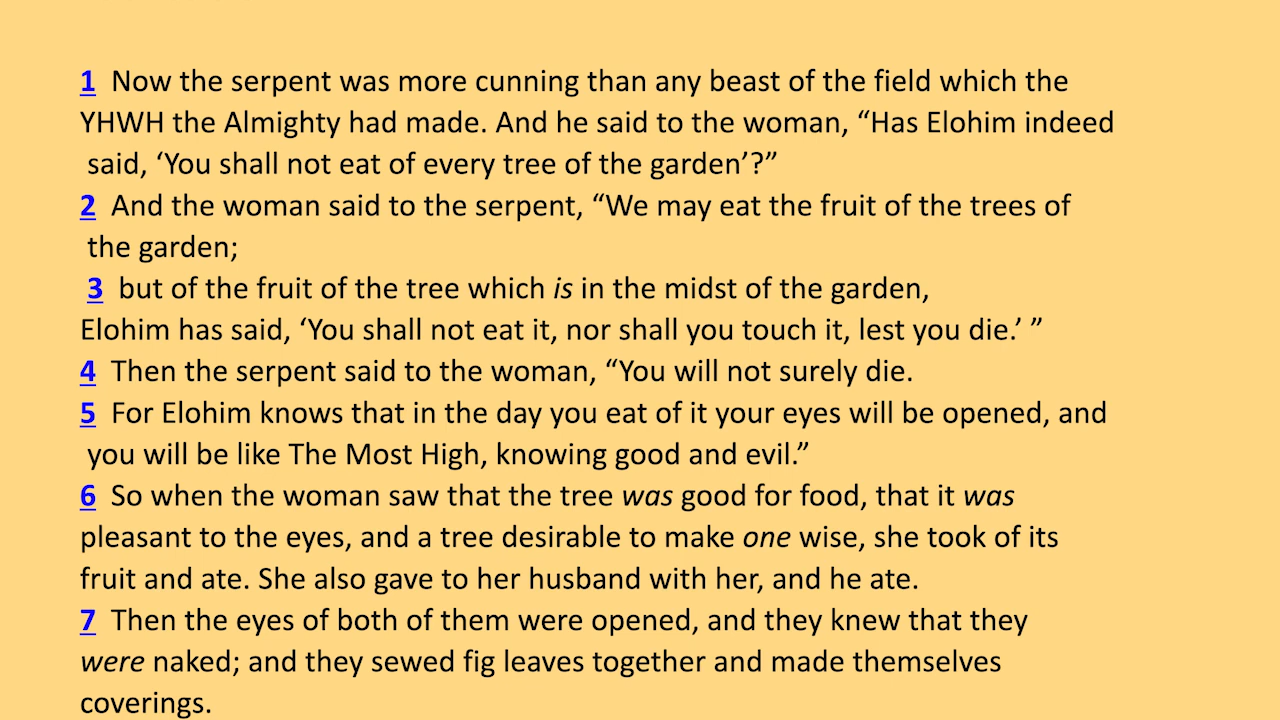 1 Now the serpent was more cunning than any beast of the field which the
YHWH the Almighty had made. And he said to the woman, “Has Elohim indeed
said, ‘You shall not eat of every tree of the garden’?”
2 And the woman said to the serpent, “We may eat the fruit of the trees of
the garden;
3 but of the fruit of the tree which is in the midst of the garden,
Elohim has said, ‘You shall not eat it, nor shall you touch it, lest you die.’ ”
4 Then the serpent said to the woman, “You will not surely die.
5 For Elohim knows that in the day you eat of it your eyes will be opened, and
you will be like The Most High, knowing good and evil.”
6 So when the woman saw that the tree was good for food, that it was
pleasant to the eyes, and a tree desirable to make one wise, she took of its
fruit and ate. She also gave to her husband with her, and he ate.
7 Then the eyes of both of them were opened, and they knew that they
were naked; and they sewed fig leaves together and made themselves
coverings.